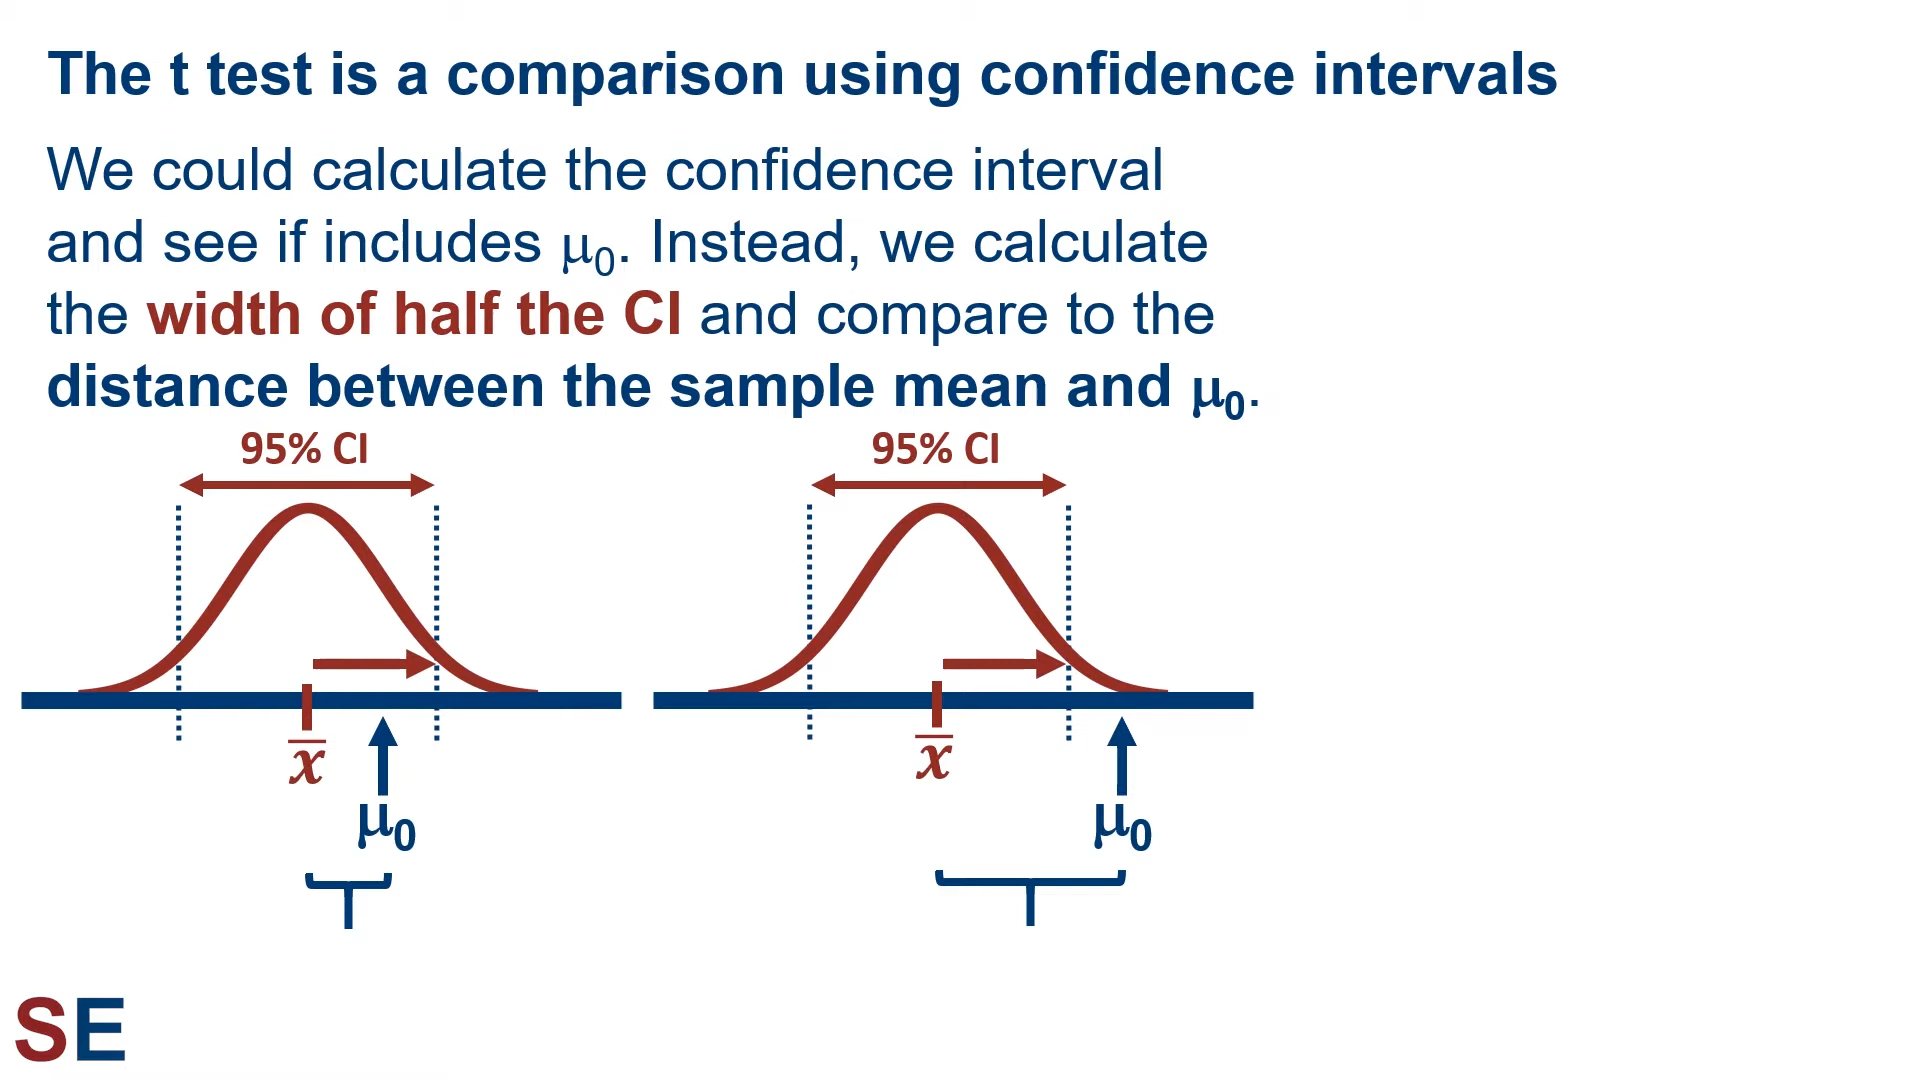 The t test is a comparison using confidence intervals
We could calculate the confidence interval
and see if includes μ₀. Instead, we calculate
the width of half the CI and compare to the
distance between the sample mean and μ₀.
95% CI
95% CI
x̅
x̅
μ₀
μ₀
SE